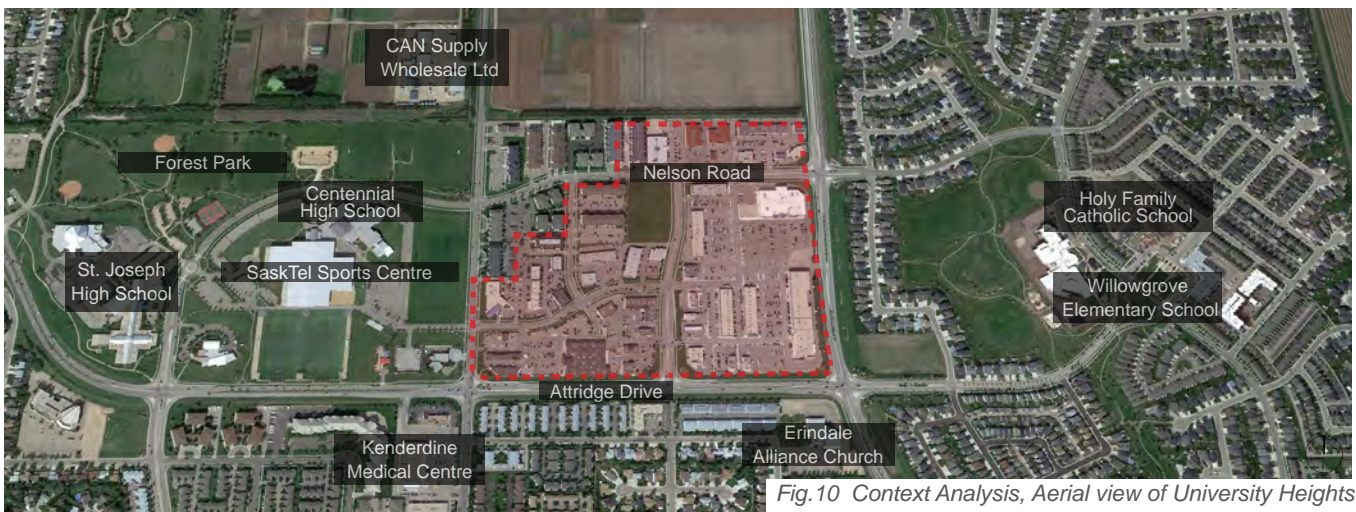 CAN Supply
Wholesale Ltd
Forest Park
Nelson Road
Centennial
High School
Holy Family
Catholic School
St. Joseph
High School
SaskTel Sports Centre
Willowgrove
Elementary School
Attridge Drive
Kenderdine
Medical Centre
Erindale
Alliance Church
Fig.10 Context Analysis, Aerial view of University Heights